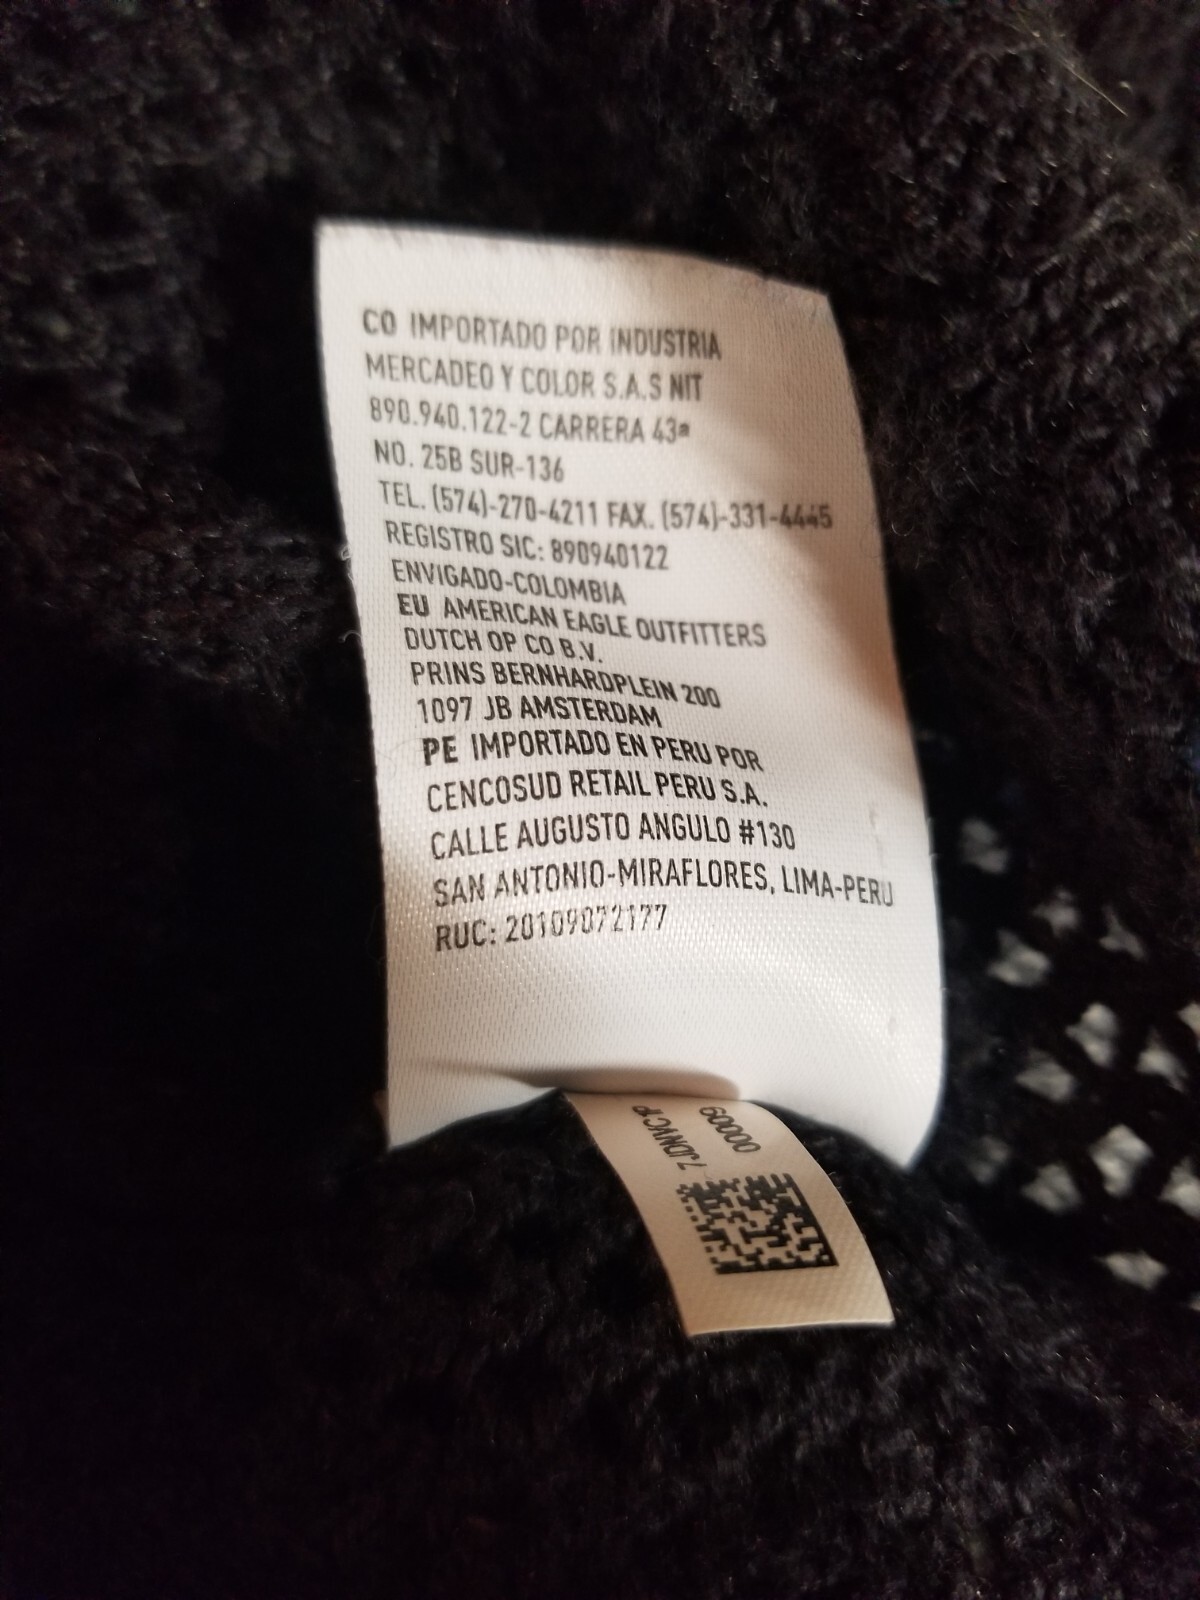 CO IMPORTADO POR INDUSTRIA
MERCADEO Y COLOR S.A.S NIT
890.940.122-2 CARRERA 43ª
NO. 25B SUR-136
TEL. (574)-270-4211 FAX. (574)-331-4445
REGISTRO SIC: 890940122
ENVIGADO-COLOMBIA
EU AMERICAN EAGLE OUTFITTERS
DUTCH OP CO B.V.
PRINS BERNHARDPLEIN 200
1097 JB AMSTERDAM
PE IMPORTADO EN PERU POR
CENCOSUD RETAIL PERU S.A.
CALLE AUGUSTO ANGULO #130
SAN ANTONIO-MIRAFLORES, LIMA-PERU
RUC: 20109072177
00009